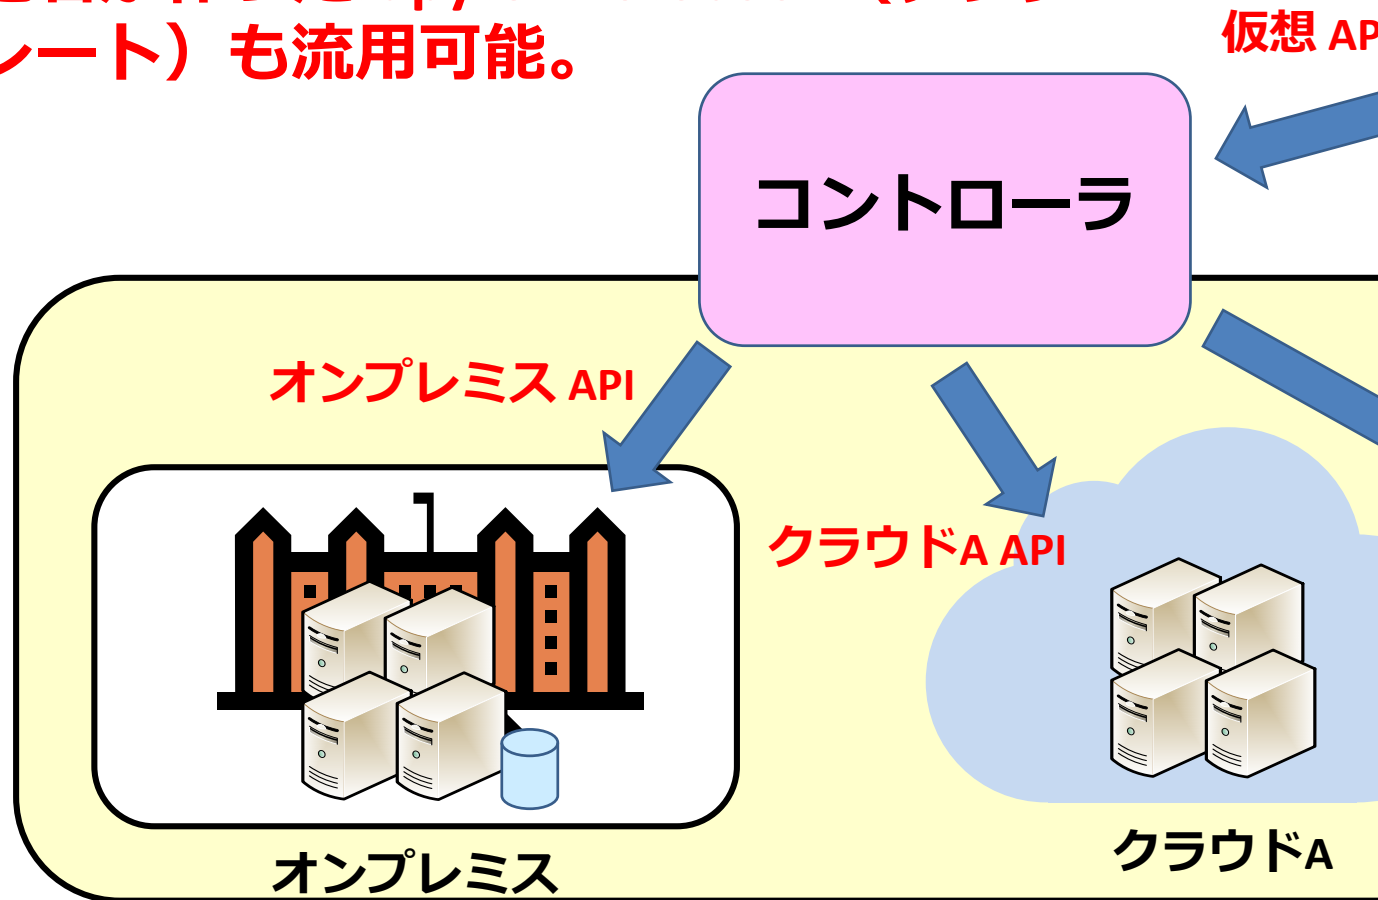 レート）も流用可能。
仮想 AP
コントローラ
オンプレミス API
クラウドA API
クラウドA
オンプレミス